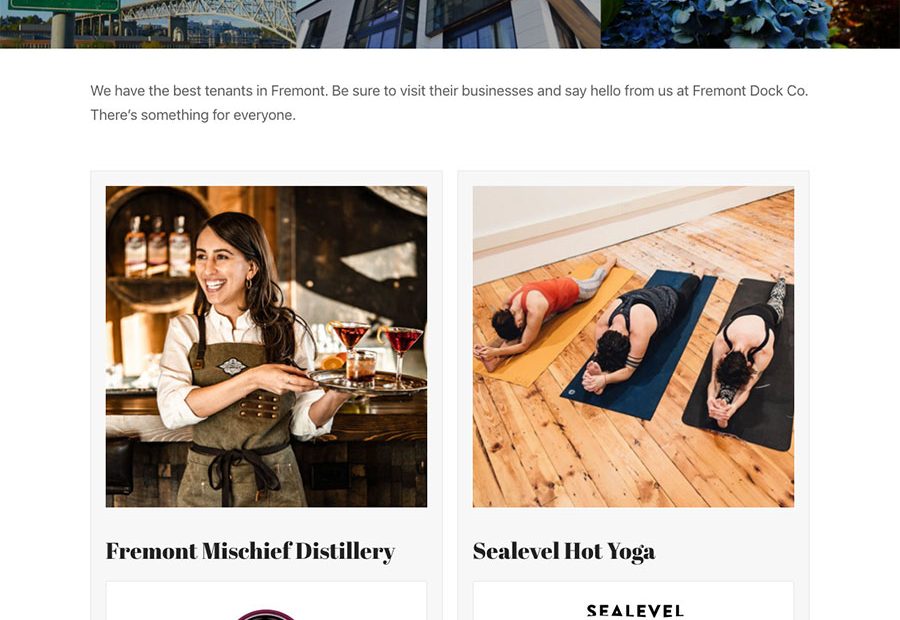 We have the best tenants in Fremont. Be sure to visit their businesses and say hello from us at Fremont Dock Co.
There’s something for everyone.
Fremont Mischief Distillery
Sealevel Hot Yoga
SEALEVEL